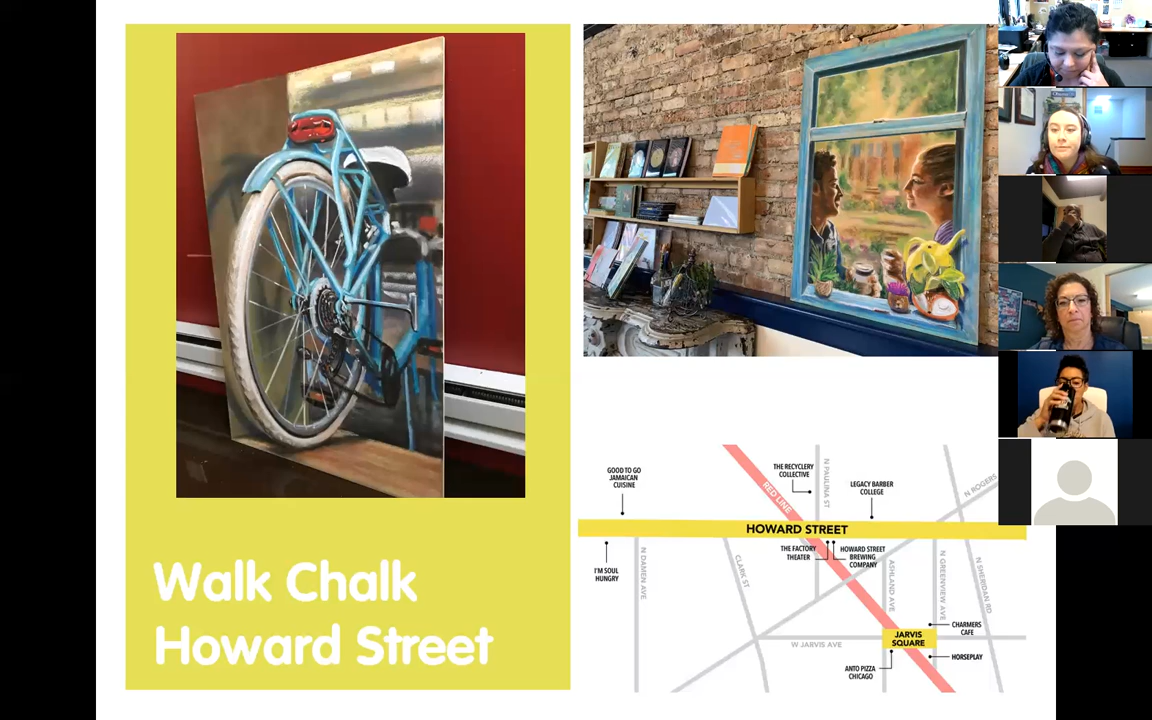 Walk Chalk
Howard Street
GOOD TO GO
JAMAICAN
CUISINE
THE RECYCLERY
COLLECTIVE
N PAULINA ST
LEGACY BARBER
COLLEGE
N ROGERS
RED LINE
HOWARD STREET
I'M SOUL
HUNGRY
N DAMEN AVE
CLARK ST
THE FACTORY
THEATER
HOWARD STREET
BREWING
COMPANY
ASHLAND AVE
N GREENVIEW AVE
N SHERIDAN RD
W JARVIS AVE
JARVIS
SQUARE
CHARMERS
CAFE
HORSEPLAY
ANTO PIZZA
CHICAGO